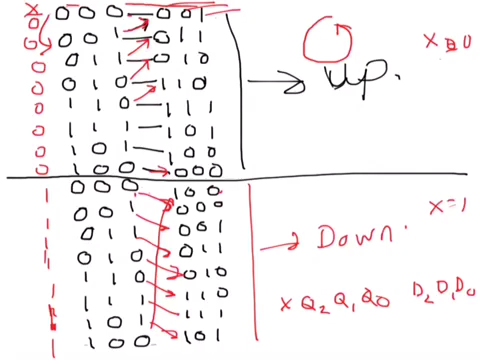 X
0 0 0 0 — 0 0 1
0 0 0 1 — 0 1 1
0 0 1 1 0 1 0
0 0 1 0 1 1 0
0 1 1 0 — 1 1 1
0 1 1 1 — 1 0 1
0 1 0 1 — 1 0 0
0 1 0 0 0 0 0
Up.
X=0
1 0 0 0 1 0 0
1 0 0 1 0 0 0
1 0 1 1 0 0 1
1 0 1 0 0 1 1
1 1 1 0 0 1 0
1 1 1 1 1 1 0
1 1 0 1 1 1 1
1 1 0 0 1 0 1
X=1
→ Down.
X Q2 Q1 Q0 D2 D1 D0